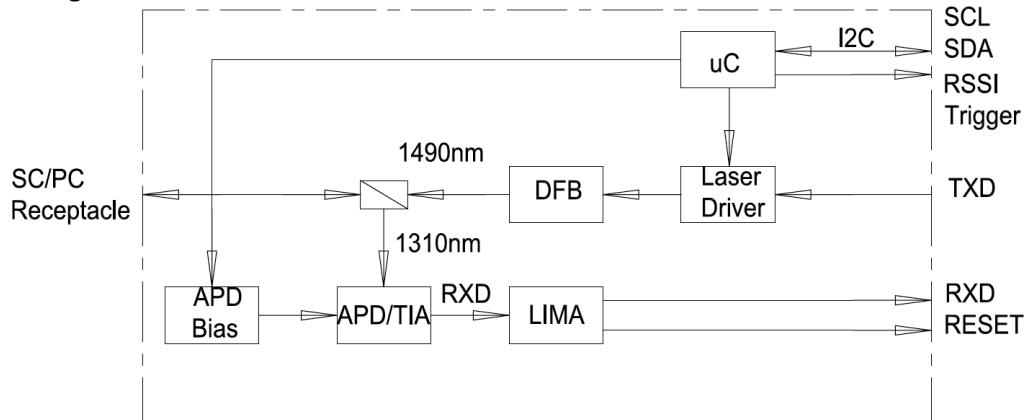 SCL
I2C
SDA
uC
RSSI
Trigger
1490nm
SC/PC
Receptacle
DFB
Laser
Driver
TXD
1310nm
APD
Bias
APD/TIA
RXD
LIMA
RXD
RESET